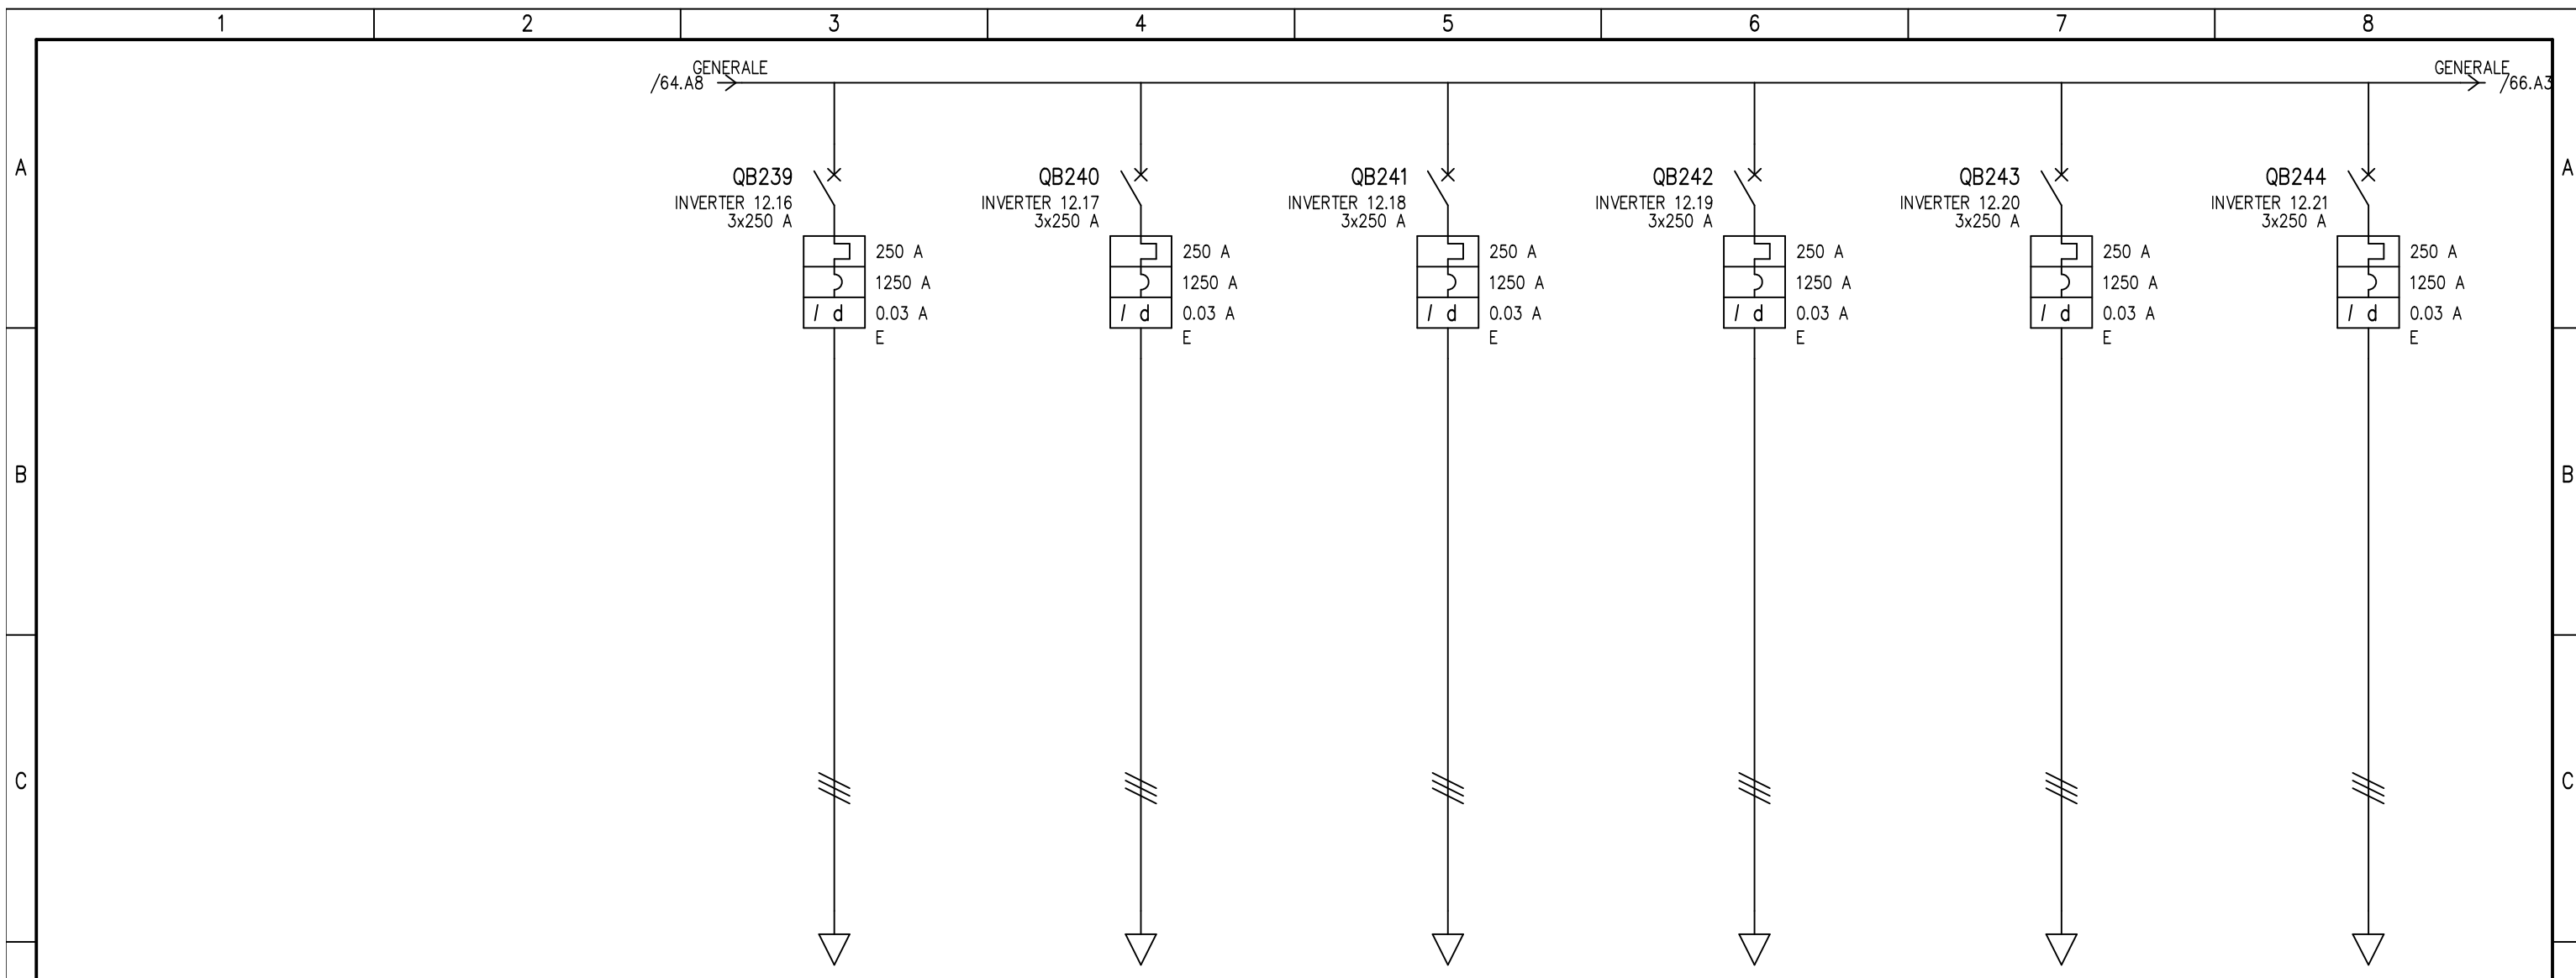 1 2 3 4 5 6 7 8
GENERALE GENERALE
/64.A8 /66.A3
A A
QB239 QB240 QB241 QB242 QB243 QB244
INVERTER 12.16 INVERTER 12.17 INVERTER 12.18 INVERTER 12.19 INVERTER 12.20 INVERTER 12.21
3x250 A 3x250 A 3x250 A 3x250 A 3x250 A 3x250 A
250 A 250 A 250 A 250 A 250 A 250 A
1250 A 1250 A 1250 A 1250 A 1250 A 1250 A
I d 0.03 A I d 0.03 A I d 0.03 A I d 0.03 A I d 0.03 A I d 0.03 A
E E E E E E
B B
C C